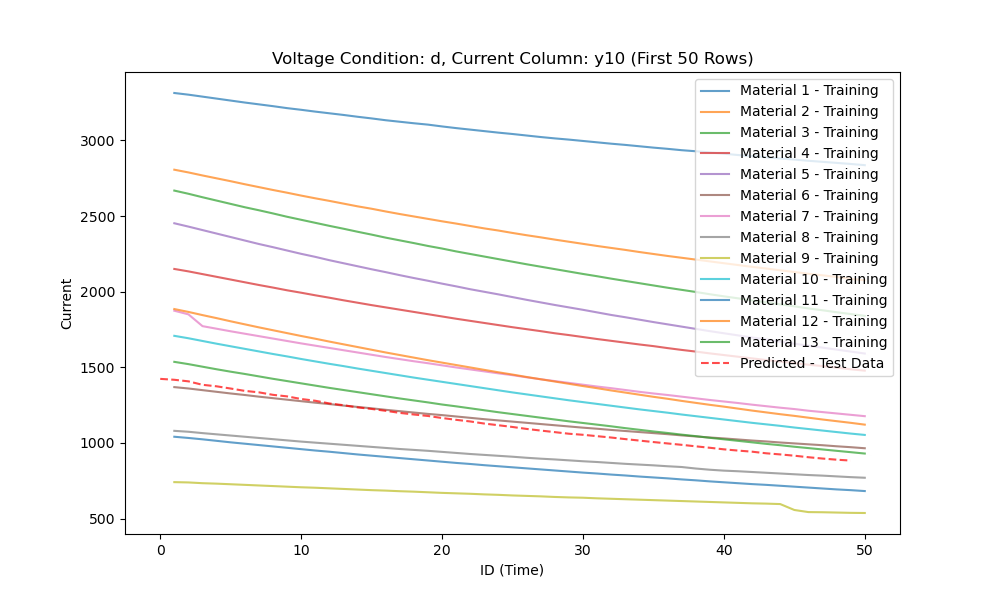 Voltage Condition: d, Current Column: y10 (First 50 Rows)
Material 1 - Training
Material 2 - Training
Material 3 - Training
Material 4 - Training
Material 5 - Training
Material 6 - Training
Material 7 - Training
Material 8 - Training
Material 9 - Training
Material 10 - Training
Material 11 - Training
Material 12 - Training
Material 13 - Training
Predicted - Test Data
Current
3000
2500
2000
1500
1000
500
0 10 20 30 40 50
ID (Time)